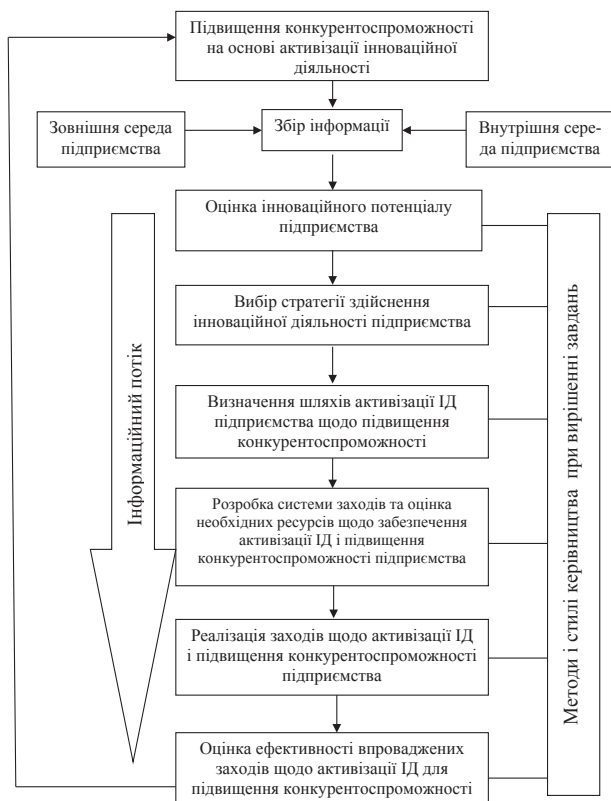 Підвищення конкурентоспроможності
на основі активізації інноваційної
діяльності
Зовнішня середа
підприємства
Збір інформації
Внутрішня сере-
да підприємства
Оцінка інноваційного потенціалу
підприємства
Вибір стратегії здійснення
інноваційної діяльності підприємства
Визначення шляхів активізації ІД
підприємства щодо підвищення
конкурентоспроможності
Розробка системи заходів та оцінка
необхідних ресурсів щодо забезпечення
активізації ІД і підвищення
конкурентоспроможності підприємства
Реалізація заходів щодо активізації ІД
і підвищення конкурентоспроможності
підприємства
Оцінка ефективності впроваджених
заходів щодо активізації ІД для
підвищення конкурентоспроможності
Інформаційний потік
Методи і стилі керівництва при вирішенні завдань